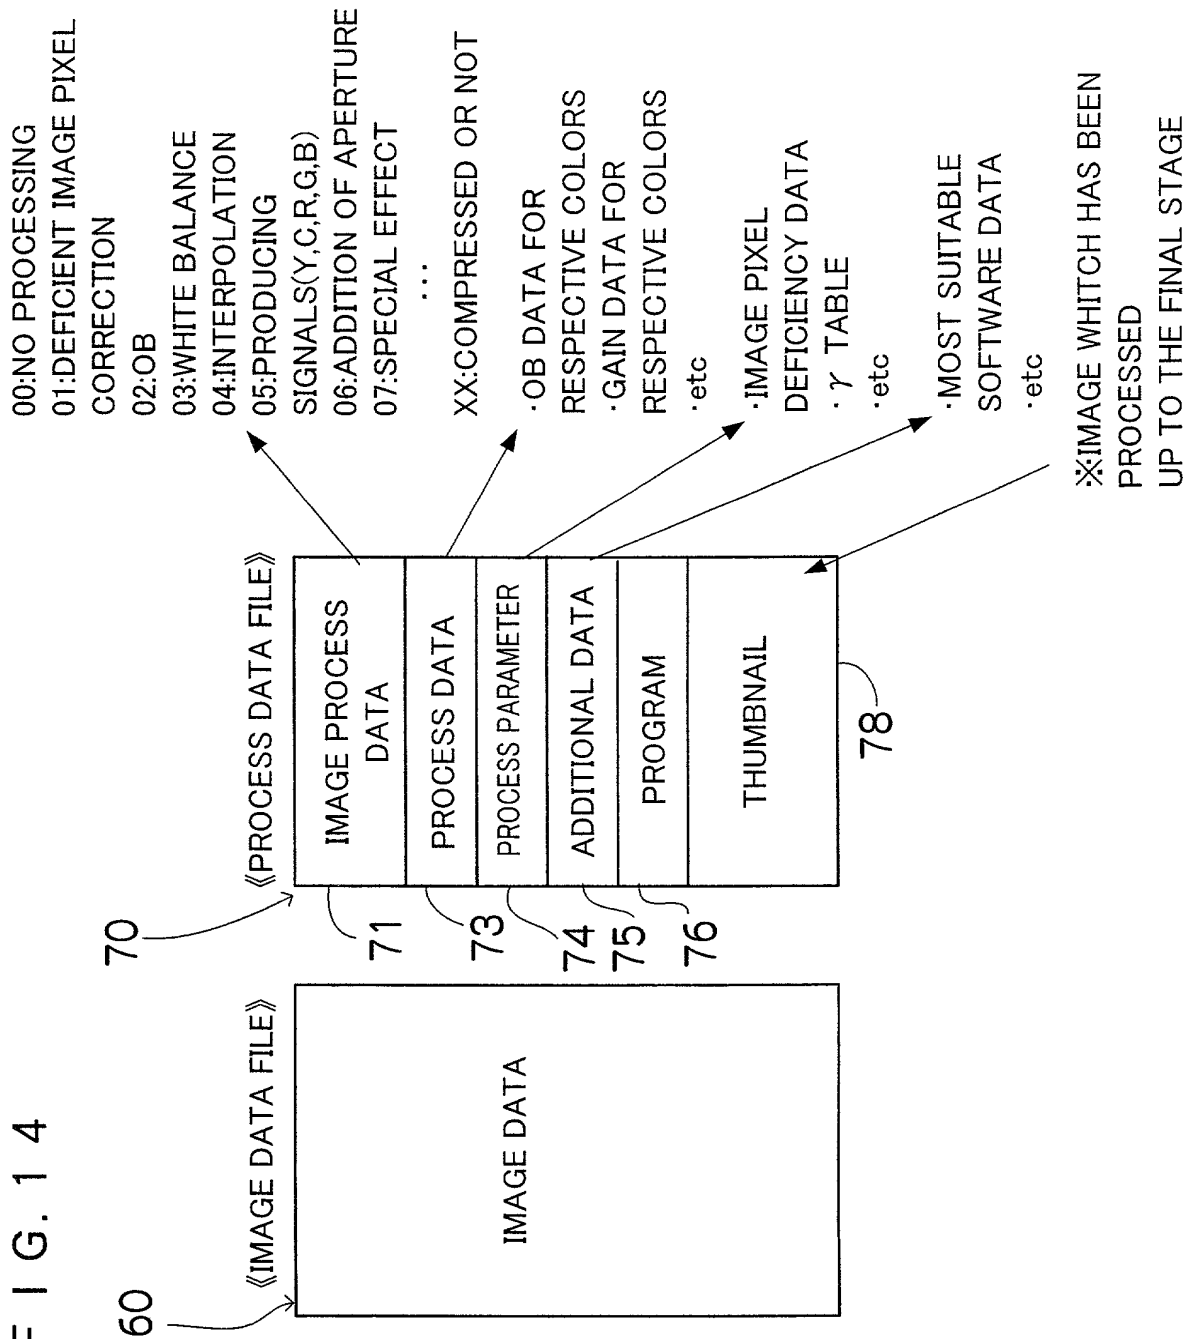 F I G. 1 4
60
《IMAGE DATA FILE》
IMAGE DATA
70
《PROCESS DATA FILE》
71
IMAGE PROCESS
DATA
73
PROCESS DATA
74
PROCESS PARAMETER
75
ADDITIONAL DATA
76
PROGRAM
THUMBNAIL
78
00:NO PROCESSING
01:DEFICIENT IMAGE PIXEL
CORRECTION
02:OB
03:WHITE BALANCE
04:INTERPOLATION
05:PRODUCING
SIGNALS(Y,C,R,G,B)
06:ADDITION OF APERTURE
07:SPECIAL EFFECT
...
XX:COMPRESSED OR NOT
·OB DATA FOR
RESPECTIVE COLORS
·GAIN DATA FOR
RESPECTIVE COLORS
·etc
·IMAGE PIXEL
DEFICIENCY DATA
·γ TABLE
·etc
·MOST SUITABLE
SOFTWARE DATA
·etc
※IMAGE WHITCH HAS BEEN
PROCESSED
UP TO THE FINAL STAGE